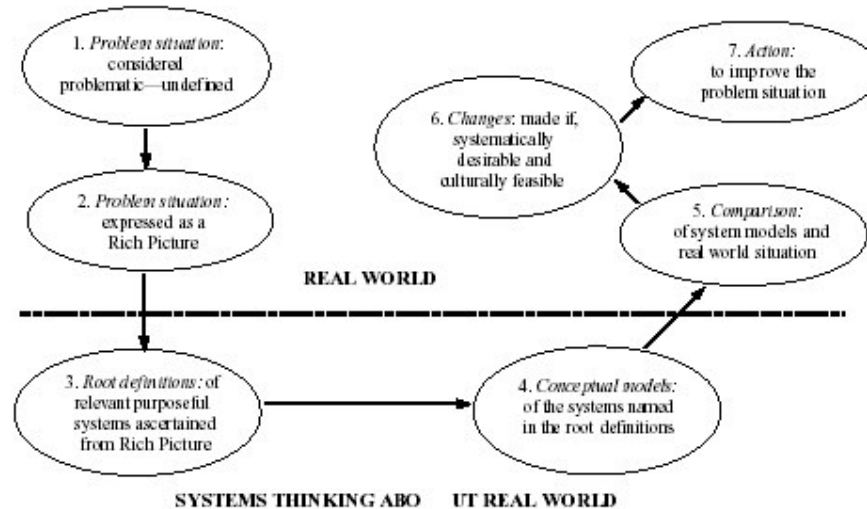 1. Problem situation:
considered
problematic—undefined
2. Problem situation:
expressed as a
Rich Picture
3. Root definitions: of
relevant purposeful
systems ascertained
from Rich Picture
4. Conceptual models:
of the systems named
in the root definitions
5. Comparison:
of system models and
real world situation
6. Changes: made if,
systematically
desirable and
culturally feasible
7. Action:
to improve the
problem situation
REAL WORLD
SYSTEMS THINKING ABO UT REAL WORLD